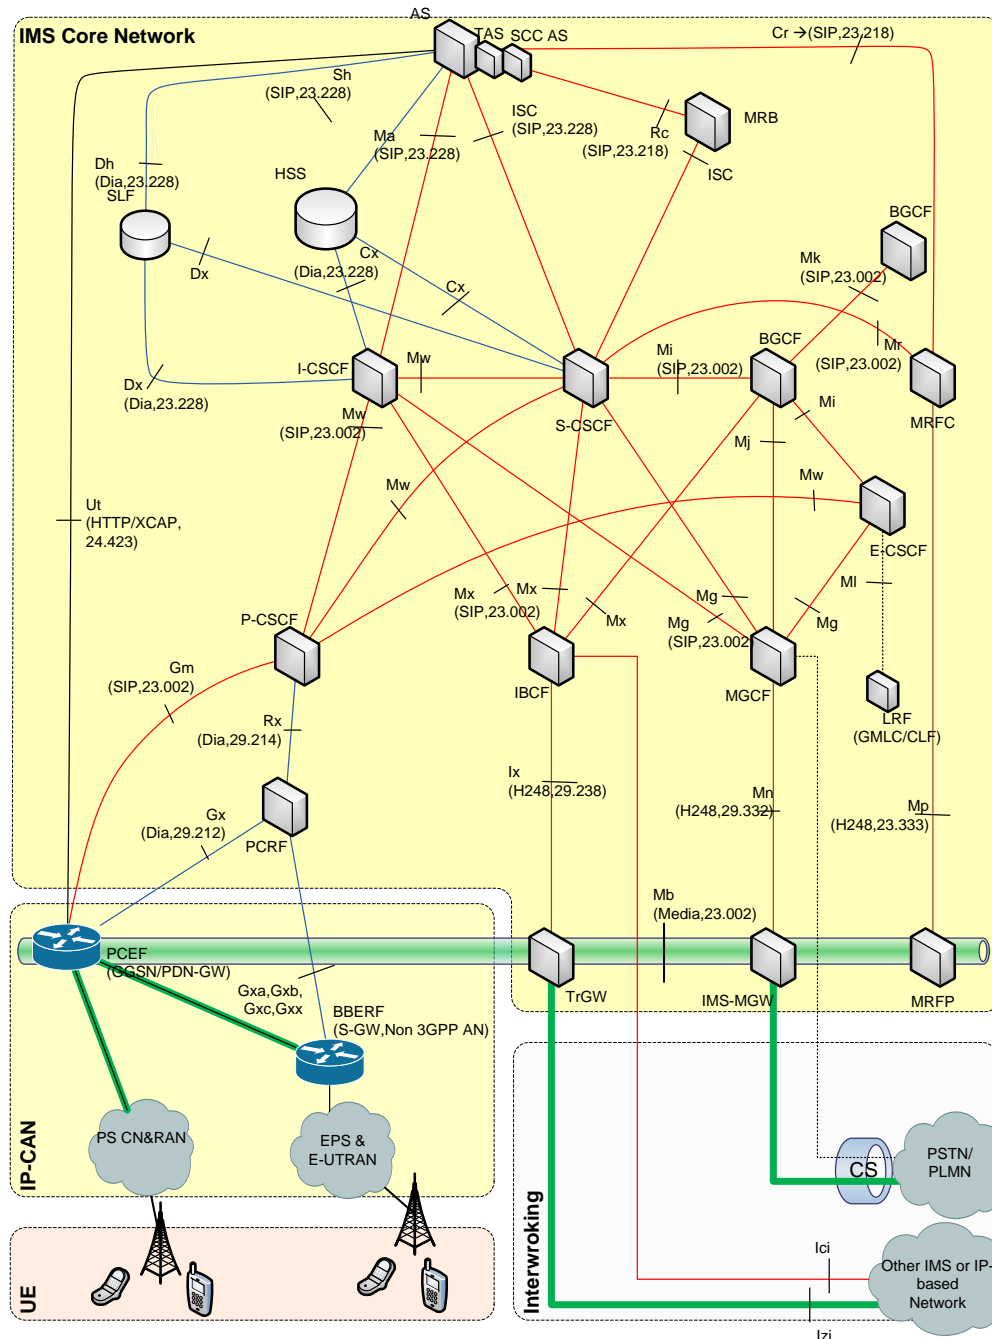 AS
IMS Core Network
TAS
SCC AS
Cr →(SIP,23.218)
Sh
(SIP,23.228)
ISC
(SIP,23.228)
Ma
(SIP,23.228)
Rc
(SIP,23.218)
MRB
ISC
Dh
(Dia,23.228)
SLF
HSS
BGCF
Cx
(Dia,23.228)
Dx
Cx
Mk
(SIP,23.002)
I-CSCF
Mw
Mi
(SIP,23.002)
BGCF
Mr
(SIP,23.002)
Dx
(Dia,23.228)
Mw
(SIP,23.002)
S-CSCF
Mi
MRFC
Mj
Mw
Mw
Ut
(HTTP/XCAP,
24.423)
E-CSCF
Ml
Mx
(SIP,23.002)
Mx
Mx
Mg
Mg
(SIP,23.002)
Mg
P-CSCF
Gm
(SIP,23.002)
IBCF
MGCF
LRF
(GMLC/CLF)
Rx
(Dia,29.214)
Ix
(H248,29.238)
Mn
(H248,29.332)
Mp
(H248,23.333)
Gx
(Dia,29.212)
PCRF
Mb
(Media,23.002)
PCEF
(GGSN/PDN-GW)
TrGW
IMS-MGW
MRFP
Gxa,Gxb,
Gxc,Gxx
BBERF
(S-GW,Non 3GPP AN)
PS CN&RAN
EPS &
E-UTRAN
IP-CAN
CS
PSTN/
PLMN
Interwroking
UE
Ici
Other IMS or IP-
based
Network
Izi